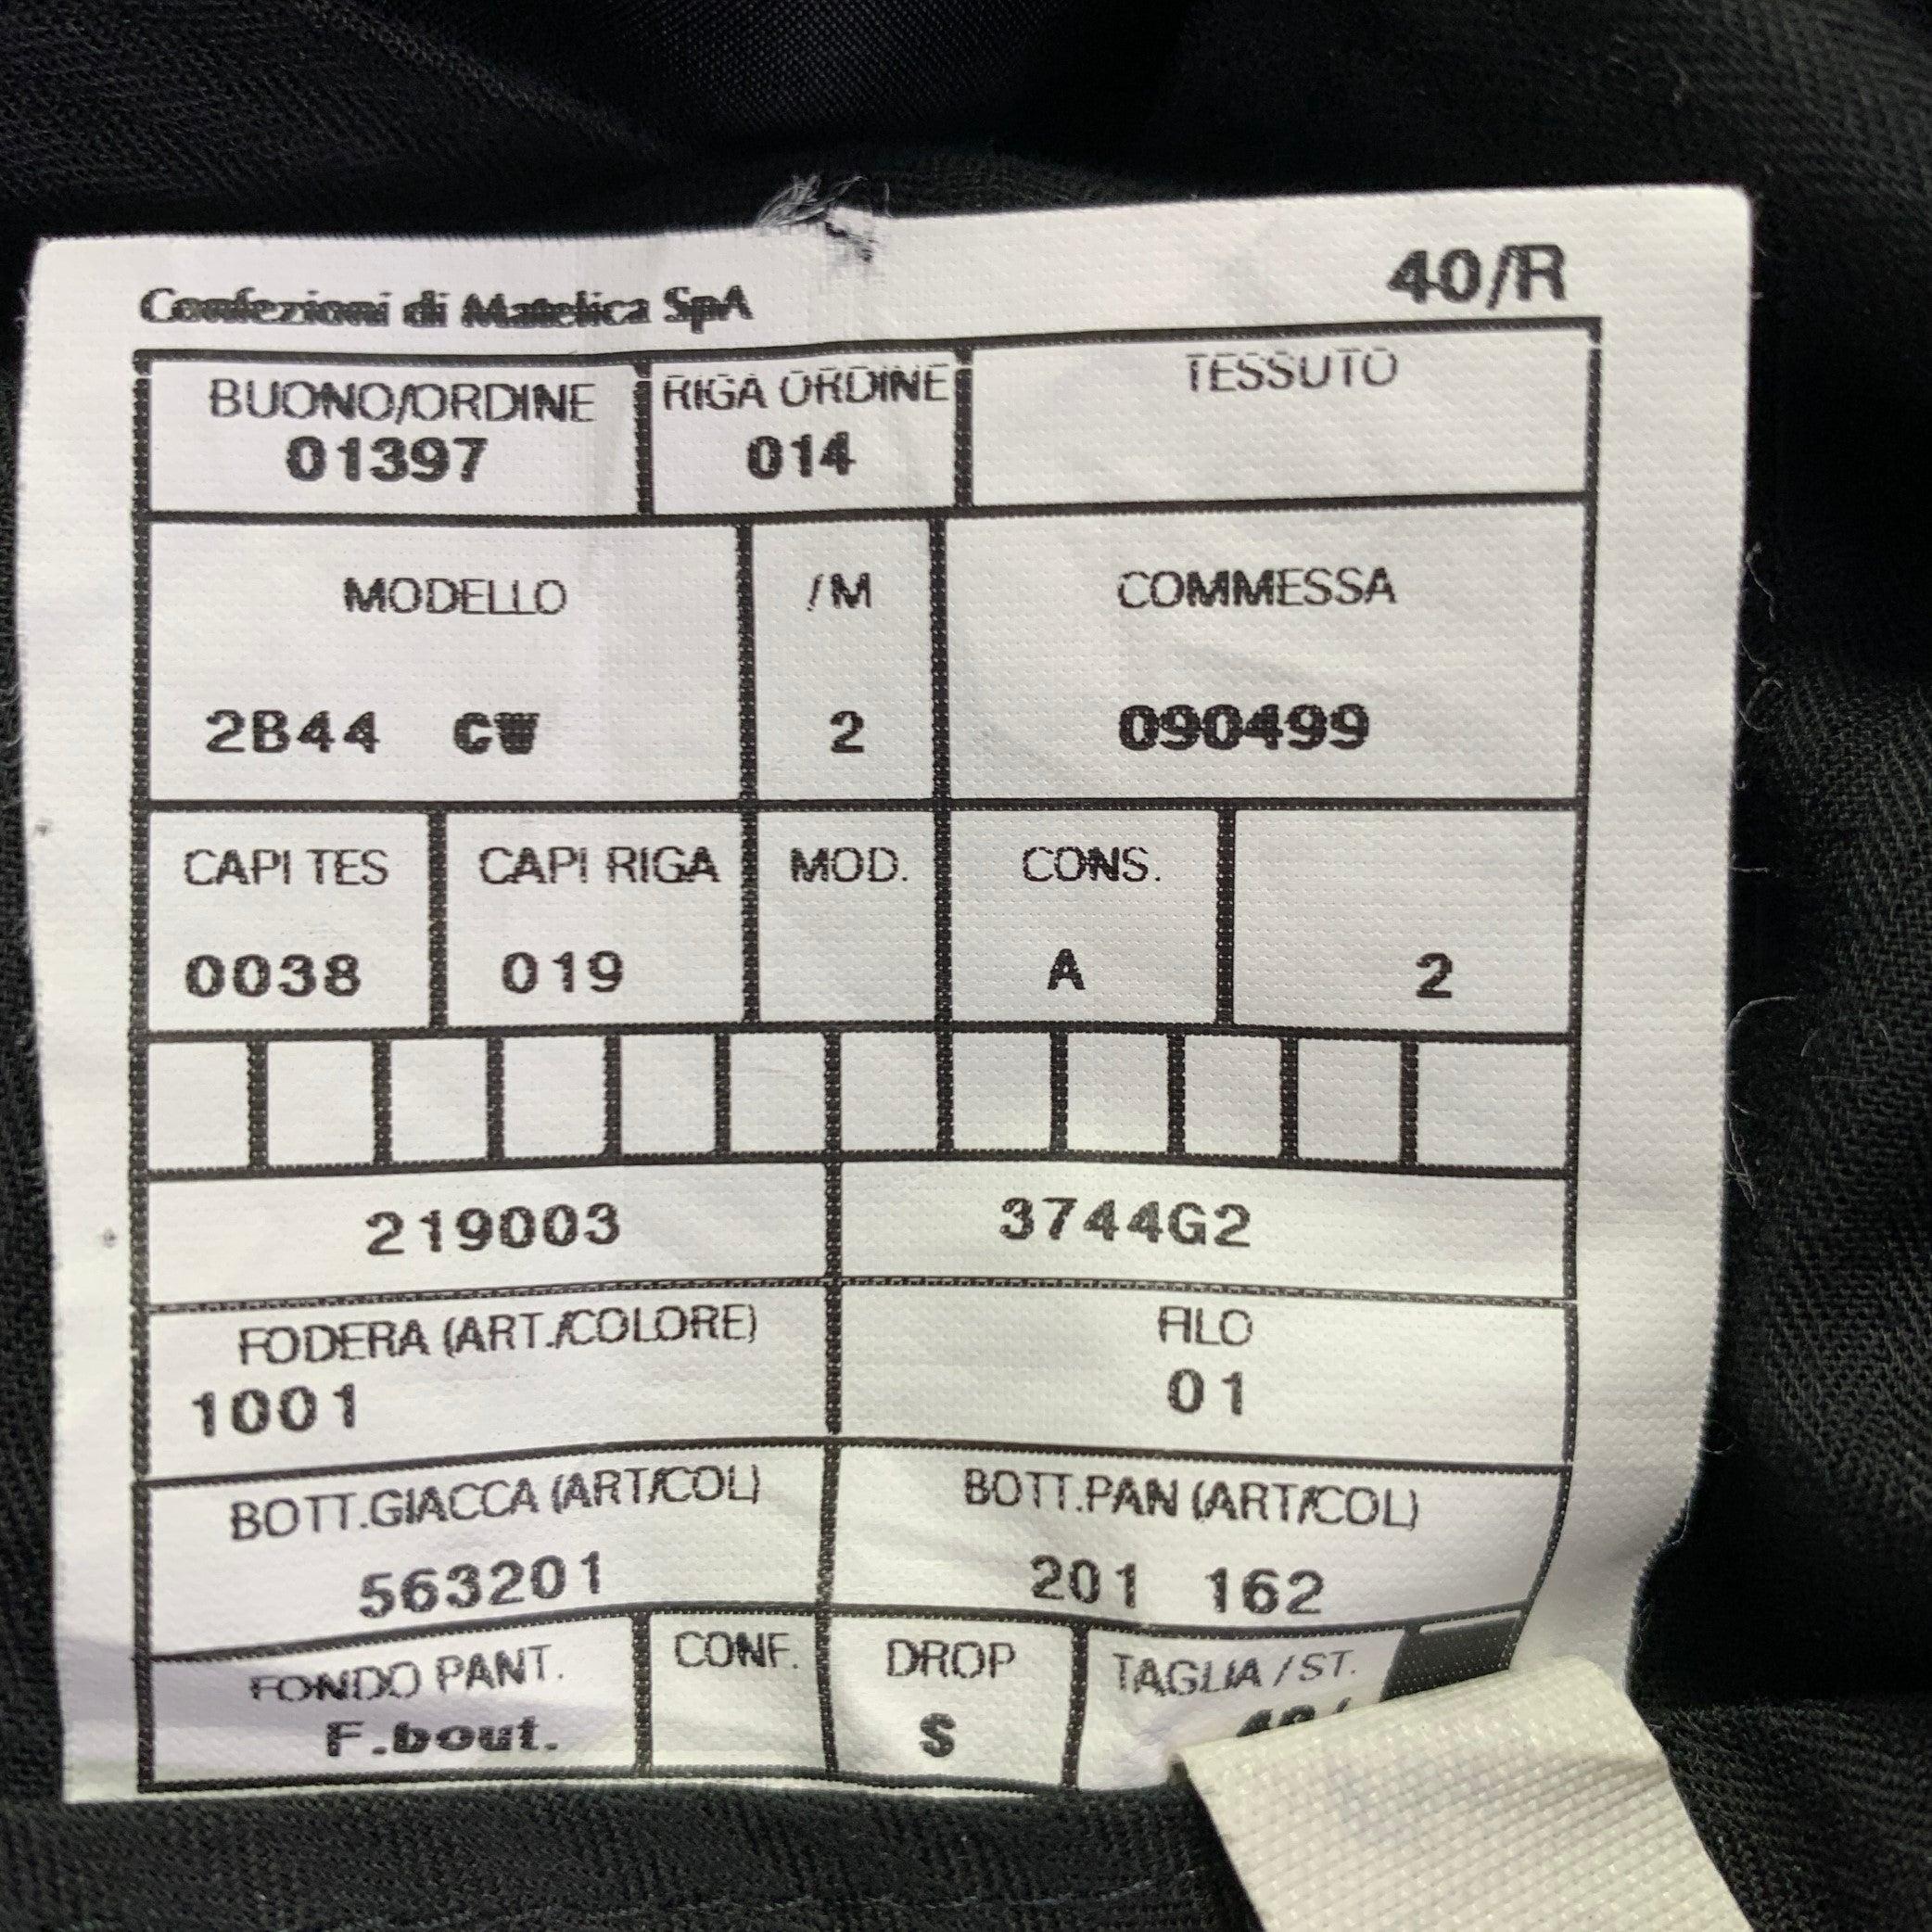 Confezioni di Matelica SpA
40/R
BUONO/ORDINE RIGA ORDINE TESSUTO
01397 014
MODELLO /M COMMESSA
2B44 CW 2 090499
CAPI TES CAPI RIGA MOD. CONS.
0038 019 A 2
219003 3744G2
FODERA (ART./COLORE) FILO
1001 01
BOTT.GIACCA (ART/COL) BOTT.PAN (ART/COL)
563201 201 162
FONDO PANT. CONF. DROP TAGLIA / ST.
F.bout. S